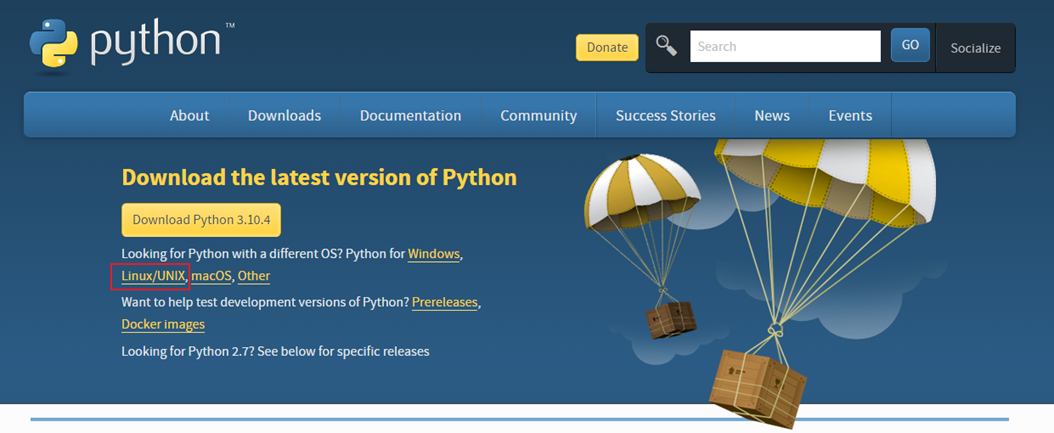 python™
Donate
Search
GO
Socialize
About
Downloads
Documentation
Community
Success Stories
News
Events
Download the latest version of Python
Download Python 3.10.4
Looking for Python with a different OS? Python for Windows,
Linux/UNIX, macOS, Other
Want to help test development versions of Python? Prereleases,
Docker images
Looking for Python 2.7? See below for specific releases